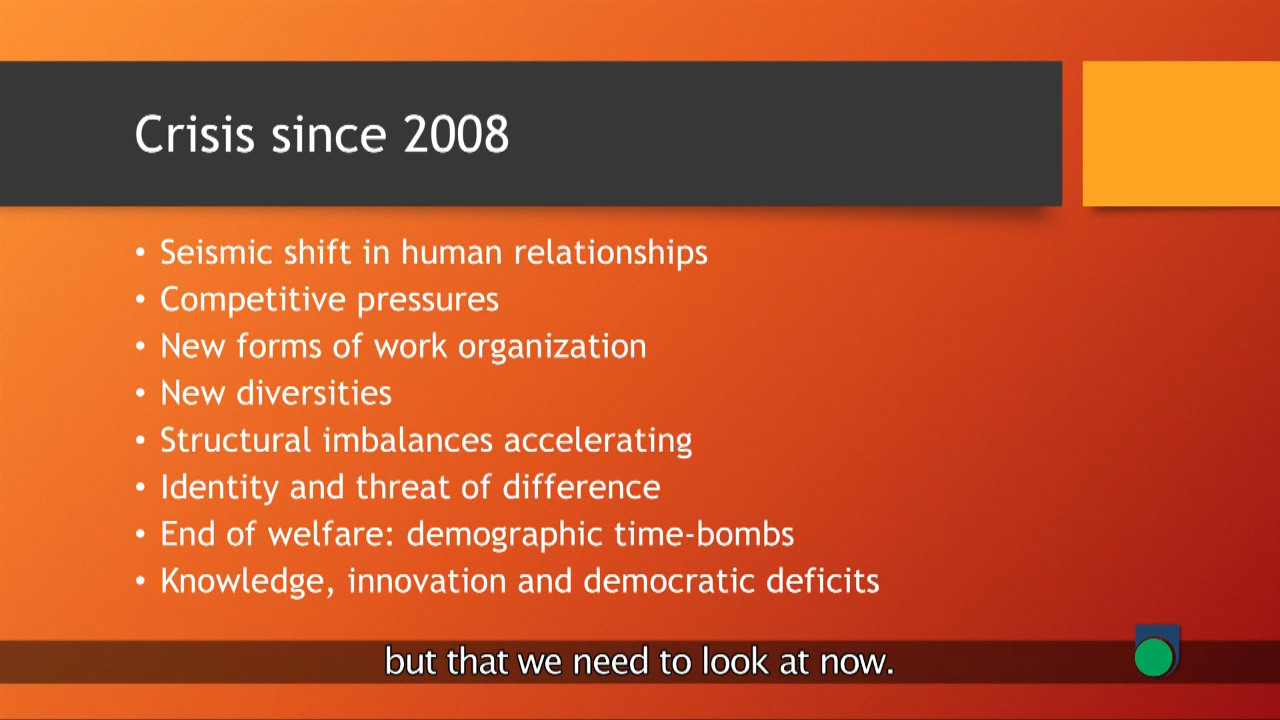 Crisis since 2008
• Seismic shift in human relationships
• Competitive pressures
• New forms of work organization
• New diversities
• Structural imbalances accelerating
• Identity and threat of difference
• End of welfare: demographic time-bombs
• Knowledge, innovation and democratic deficits
but that we need to look at now.